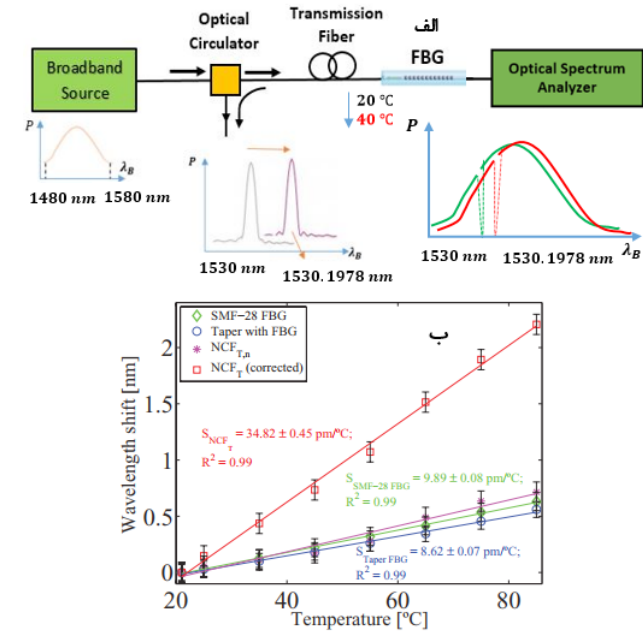 الف
Optical
Circulator
Transmission
Fiber
FBG
Broadband
Source
Optical Spectrum
Analyzer
20 °C
40 °C
P
λB
1480 nm 1580 nm
P
λB
1530 nm 1530.1978 nm
P
λB
1530 nm 1530.1978 nm
ب
SMF−28 FBG
Taper with FBG
NCFT,n
NCFT (corrected)
SNCFT = 34.82 ± 0.45 pm/ºC;
R² = 0.99
SSMF−28 FBG = 9.89 ± 0.08 pm/ºC;
R² = 0.99
STaper FBG = 8.62 ± 0.07 pm/ºC;
R² = 0.99
Wavelength shift [nm]
2
1.5
1
0.5
0
20 40 60 80
Temperature [ºC]